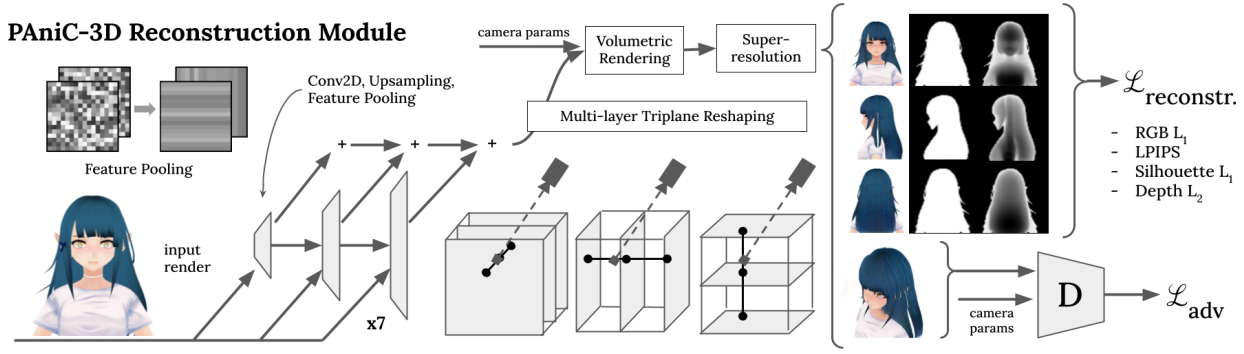 PAniC-3D Reconstruction Module
Feature Pooling
input
render
Conv2D, Upsampling,
Feature Pooling
+
+
+
x7
camera params
Volumetric
Rendering
Super-
resolution
Multi-layer Triplane Reshaping
ℒreconstr.
- RGB L1
- LPIPS
- Silhouette L1
- Depth L2
camera
params
D
ℒadv